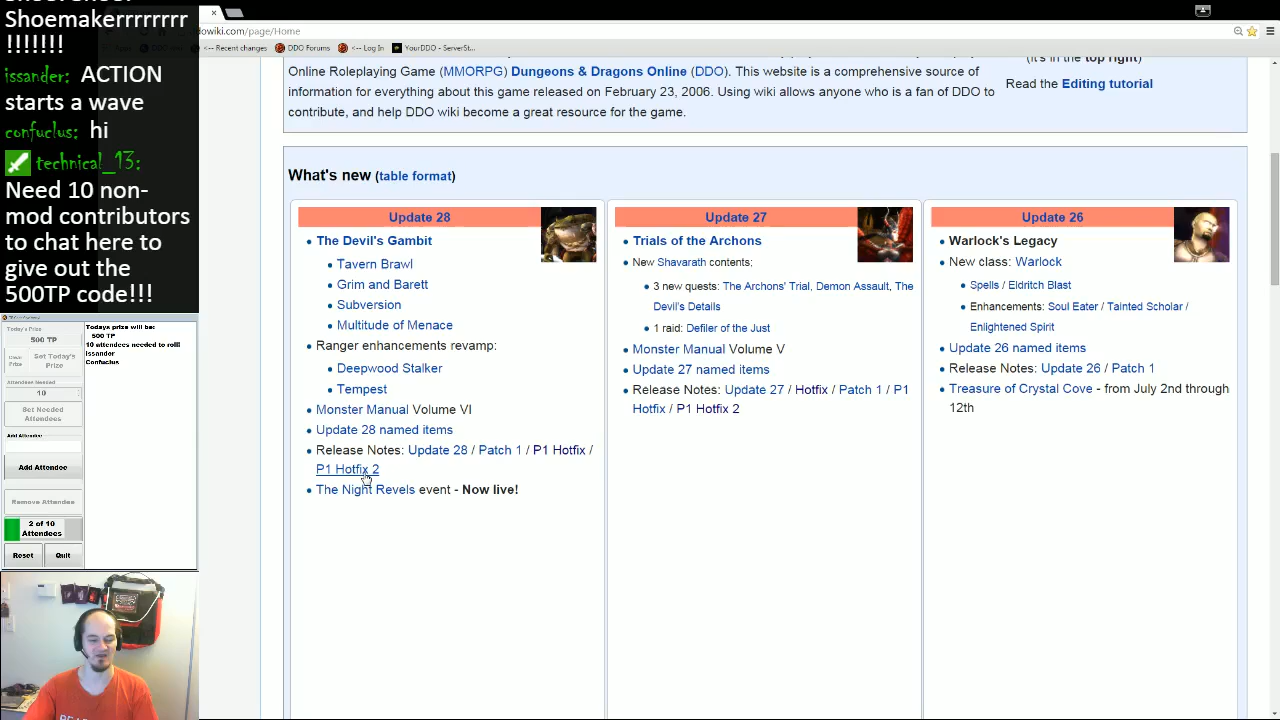 Shoemakerrrrrrrr
!!!!!!!
issander: ACTION
starts a wave
confuclus: hi
technical_13:
Need 10 non-
mod contributors
to chat here to
give out the
500TP code!!!
Today's Prize
500 TP
Clear Prize
Set Today's Prize
Attendees Needed
10
Set Needed Attendees
Add Attendee
Add Attendee
Remove Attendee
2 of 10
Attendees
Reset
Quit
Todays prize will be:
500 TP
10 attendees needed to roll!
Issander
Confuclus
dowiki.com/page/Home
<-- Recent changes
DDO Forums
<-- Log In
YourDDO - ServerSt...
Online Roleplaying Game (MMORPG) Dungeons & Dragons Online (DDO). This website is a comprehensive source of
information for everything about this game released on February 23, 2006. Using wiki allows anyone who is a fan of DDO to
contribute, and help DDO wiki become a great resource for the game.
(it's in the top right)
Read the Editing tutorial
What's new (table format)
Update 28
The Devil's Gambit
Tavern Brawl
Grim and Barett
Subversion
Multitude of Menace
Ranger enhancements revamp:
Deepwood Stalker
Tempest
Monster Manual Volume VI
Update 28 named items
Release Notes: Update 28 / Patch 1 / P1 Hotfix /
P1 Hotfix 2
The Night Revels event - Now live!
Update 27
Trials of the Archons
New Shavarath contents:
3 new quests: The Archons' Trial, Demon Assault, The
Devil's Details
1 raid: Defiler of the Just
Monster Manual Volume V
Update 27 named items
Release Notes: Update 27 / Hotfix / Patch 1 / P1
Hotfix / P1 Hotfix 2
Update 26
Warlock's Legacy
New class: Warlock
Spells / Eldritch Blast
Enhancements: Soul Eater / Tainted Scholar /
Enlightened Spirit
Update 26 named items
Release Notes: Update 26 / Patch 1
Treasure of Crystal Cove - from July 2nd through
12th